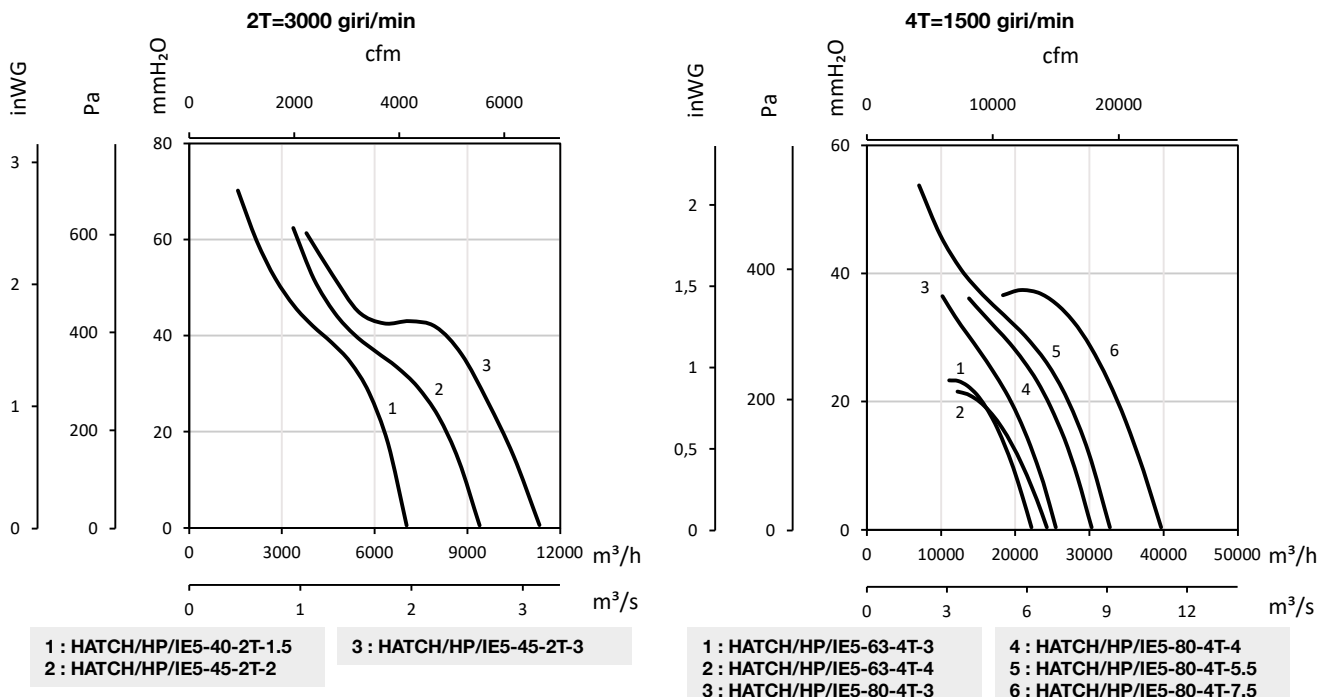 2T=3000 giri/min
cfm
inWG
Pa
mmH₂O
0 2000 4000 6000
3
2
1
0
600
400
200
0
80
60
40
20
0
1
2
3
0 3000 6000 9000 12000 m³/h
0 1 2 3 m³/s
1 : HATCH/HP/IE5-40-2T-1.5
2 : HATCH/HP/IE5-45-2T-2
3 : HATCH/HP/IE5-45-2T-3
4T=1500 giri/min
cfm
inWG
Pa
mmH₂O
0 10000 20000
2
1,5
1
0,5
0
400
200
0
60
40
20
0
3
1
2
4
5
6
0 10000 20000 30000 40000 50000 m³/h
0 3 6 9 12 m³/s
1 : HATCH/HP/IE5-63-4T-3
2 : HATCH/HP/IE5-63-4T-4
3 : HATCH/HP/IE5-80-4T-3
4 : HATCH/HP/IE5-80-4T-4
5 : HATCH/HP/IE5-80-4T-5.5
6 : HATCH/HP/IE5-80-4T-7.5